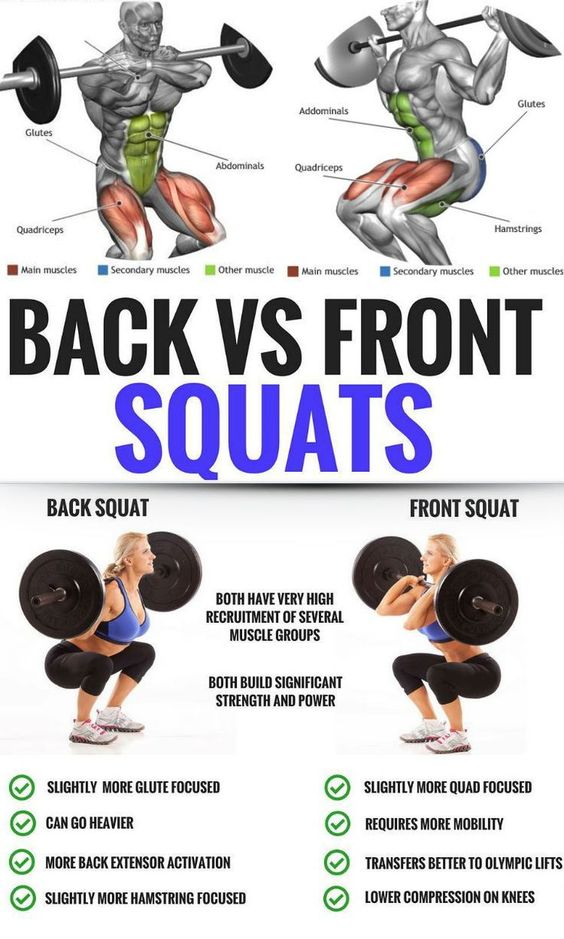 Glutes
Abdominals
Quadriceps
Main muscles
Secondary muscles
Other muscle
Addominals
Glutes
Quadriceps
Hamstrings
Main muscles
Secondary muscles
Other muscles
BACK VS FRONT
SQUATS
BACK SQUAT
FRONT SQUAT
BOTH HAVE VERY HIGH
RECRUITMENT OF SEVERAL
MUSCLE GROUPS
BOTH BUILD SIGNIFICANT
STRENGTH AND POWER
SLIGHTLY MORE GLUTE FOCUSED
CAN GO HEAVIER
MORE BACK EXTENSOR ACTIVATION
SLIGHTLY MORE HAMSTRING FOCUSED
SLIGHTLY MORE QUAD FOCUSED
REQUIRES MORE MOBILITY
TRANSFERS BETTER TO OLYMPIC LIFTS
LOWER COMPRESSION ON KNEES